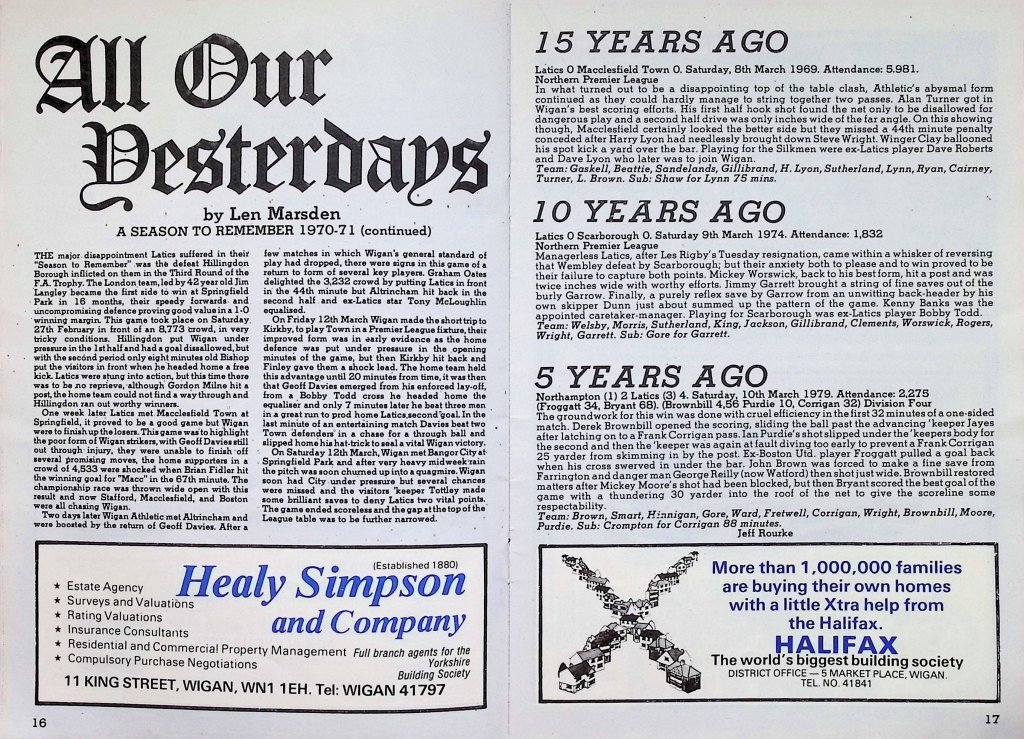 All Our
Yesterdays
by Len Marsden
A SEASON TO REMEMBER 1970-71 (continued)
THE major disappointment Latics suffered in their
"Season to Remember" was the defeat Hillingdon
Borough inflicted on them in the Third Round of the
F.A. Trophy. The London team, led by 42 year old Jim
Langley became the first side to win at Springfield
Park in 16 months, their speedy forwards and
uncompromising defence proving good value in a 1-0
winning margin. This game took place on Saturday
27th February in front of an 8,773 crowd, in very
tricky conditions. Hillingdon put Wigan under
pressure in the 1st half and had a goal disallowed, but
with the second period only eight minutes old Bishop
put the visitors in front when he headed home a free
kick. Latics were stung into action, but this time there
was to be no reprieve, although Gordon Milne hit a
post, the home team could not find a way through and
Hillingdon ran out worthy winners.
One week later Latics met Macclesfield Town at
Springfield, it proved to be a good game but Wigan
were to finish up the losers. This game was to highlight
the poor form of Wigan strikers, with Geoff Davies still
out through injury, they were unable to finish off
several promising moves, the home supporters in a
crowd of 4,533 were shocked when Brian Fidler hit
the winning goal for "Macc" in the 67th minute. The
championship race was thrown wide open with this
result and now Stafford, Macclesfield, and Boston
were all chasing Wigan.
Two days later Wigan Athletic met Altrincham and
were boosted by the return of Geoff Davies. After a
few matches in which Wigan's general standard of
play had dropped, there were signs in this game of a
return to form of several key players. Graham Oates
delighted the 3,232 crowd by putting Latics in front
in the 44th minute but Altrincham hit back in the
second half and ex-Latics star Tony McLoughlin
equalised.
On Friday 12th March Wigan made the short trip to
Kirkby, to play Town in a Premier League fixture, their
improved form was in early evidence as the home
defence was put under pressure in the opening
minutes of the game, but then Kirkby hit back and
Finley gave them a shock lead. The home team held
this advantage until 20 minutes from time, it was then
that Geoff Davies emerged from his enforced lay-off,
from a Bobby Todd cross he headed home the
equaliser and only 7 minutes later he beat three men
in a great run to prod home Latics second goal. In the
last minute of an entertaining match Davies beat two
Town defenders in a chase for a through ball and
slipped home his hat-trick to seal a vital Wigan victory.
On Saturday 12th March, Wigan met Bangor City at
Springfield Park and after very heavy midweek rain
the pitch was soon churned up into a quagmire. Wigan
soon had City under pressure but several chances
were missed and the visitors 'keeper Tottley made
some brilliant saves to deny Latics two vital points.
The game ended scoreless and the gap at the top of the
League table was to be further narrowed.
(Established 1880)
Healy Simpson
and Company
★ Estate Agency
★ Surveys and Valuations
★ Rating Valuations
★ Insurance Consultants
★ Residential and Commercial Property Management
★ Compulsory Purchase Negotiations
Full branch agents for the
Yorkshire
Building Society
11 KING STREET, WIGAN, WN1 1EH. Tel: WIGAN 41797
16
15 YEARS AGO
Latics 0 Macclesfield Town 0. Saturday, 8th March 1969. Attendance: 5.981.
Northern Premier League
In what turned out to be a disappointing top of the table clash, Athletic's abysmal form
continued as they could hardly manage to string together two passes. Alan Turner got in
Wigan's best scoring efforts. His first half hook shot found the net only to be disallowed for
dangerous play and a second half drive was only inches wide of the far angle. On this showing
though, Macclesfield certainly looked the better side but they missed a 44th minute penalty
conceded after Harry Lyon had needlessly brought down Steve Wright. Winger Clay ballooned
his spot kick a yard over the bar. Playing for the Silkmen were ex-Latics player Dave Roberts
and Dave Lyon who later was to join Wigan.
Team: Gaskell, Beattie, Sandelands, Gillibrand, H. Lyon, Sutherland, Lynn, Ryan, Cairney,
Turner, L. Brown. Sub: Shaw for Lynn 75 mins.
10 YEARS AGO
Latics 0 Scarborough 0. Saturday 9th March 1974. Attendance: 1,832
Northern Premier League
Managerless Latics, after Les Rigby's Tuesday resignation, came within a whisker of reversing
that Wembley defeat by Scarborough; but their anxiety both to please and to win proved to be
their failure to capture both points. Mickey Worswick, back to his best form, hit a post and was
twice inches wide with worthy efforts. Jimmy Garrett brought a string of fine saves out of the
burly Garrow. Finally, a purely reflex save by Garrow from an unwitting back-header by his
own skipper Dunn just about summed up the pattern of the game. Kenny Banks was the
appointed caretaker-manager. Playing for Scarborough was ex-Latics player Bobby Todd.
Team: Welsby, Morris, Sutherland, King, Jackson, Gillibrand, Clements, Worswick, Rogers,
Wright, Garrett. Sub: Gore for Garrett.
5 YEARS AGO
Northampton (1) 2 Latics (3) 4. Saturday, 10th March 1979. Attendance: 2,275
(Froggatt 34, Bryant 68). (Brownbill 4,56 Purdie 10, Corrigan 32) Division Four
The groundwork for this win was done with cruel efficiency in the first 32 minutes of a one-sided
match. Derek Brownbill opened the scoring, sliding the ball past the advancing 'keeper Jayes
after latching on to a Frank Corrigan pass. Ian Purdie's shot slipped under the 'keepers body for
the second and then the 'keeper was again at fault diving too early to prevent a Frank Corrigan
25 yarder from skimming in by the post. Ex-Boston Utd. player Froggatt pulled a goal back
when his cross swerved in under the bar. John Brown was forced to make a fine save from
Farrington and danger man George Reilly (now Watford) then shot just wide. Brownbill restored
matters after Mickey Moore's shot had been blocked, but then Bryant scored the best goal of the
game with a thundering 30 yarder into the roof of the net to give the scoreline some
respectability.
Team: Brown, Smart, Hinnigan, Gore, Ward, Fretwell, Corrigan, Wright, Brownbill, Moore,
Purdie. Sub: Crompton for Corrigan 88 minutes.
Jeff Rourke
More than 1,000,000 families
are buying their own homes
with a little Xtra help from
the Halifax.
HALIFAX
The world's biggest building society
DISTRICT OFFICE — 5 MARKET PLACE, WIGAN.
TEL. NO. 41841
17